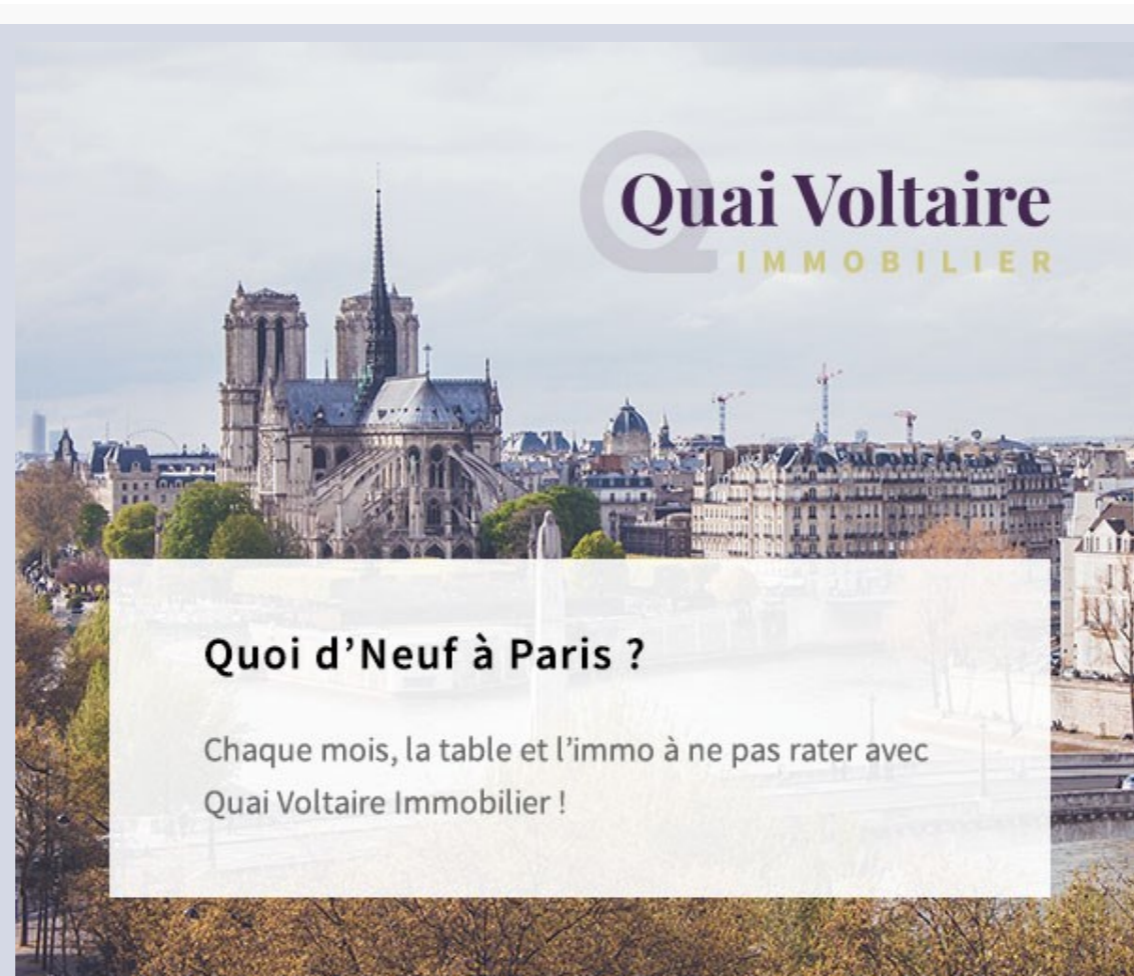 Quai Voltaire
IMMOBILIER
Quoi d’Neuf à Paris ?
Chaque mois, la table et l’immo à ne pas rater avec
Quai Voltaire Immobilier !